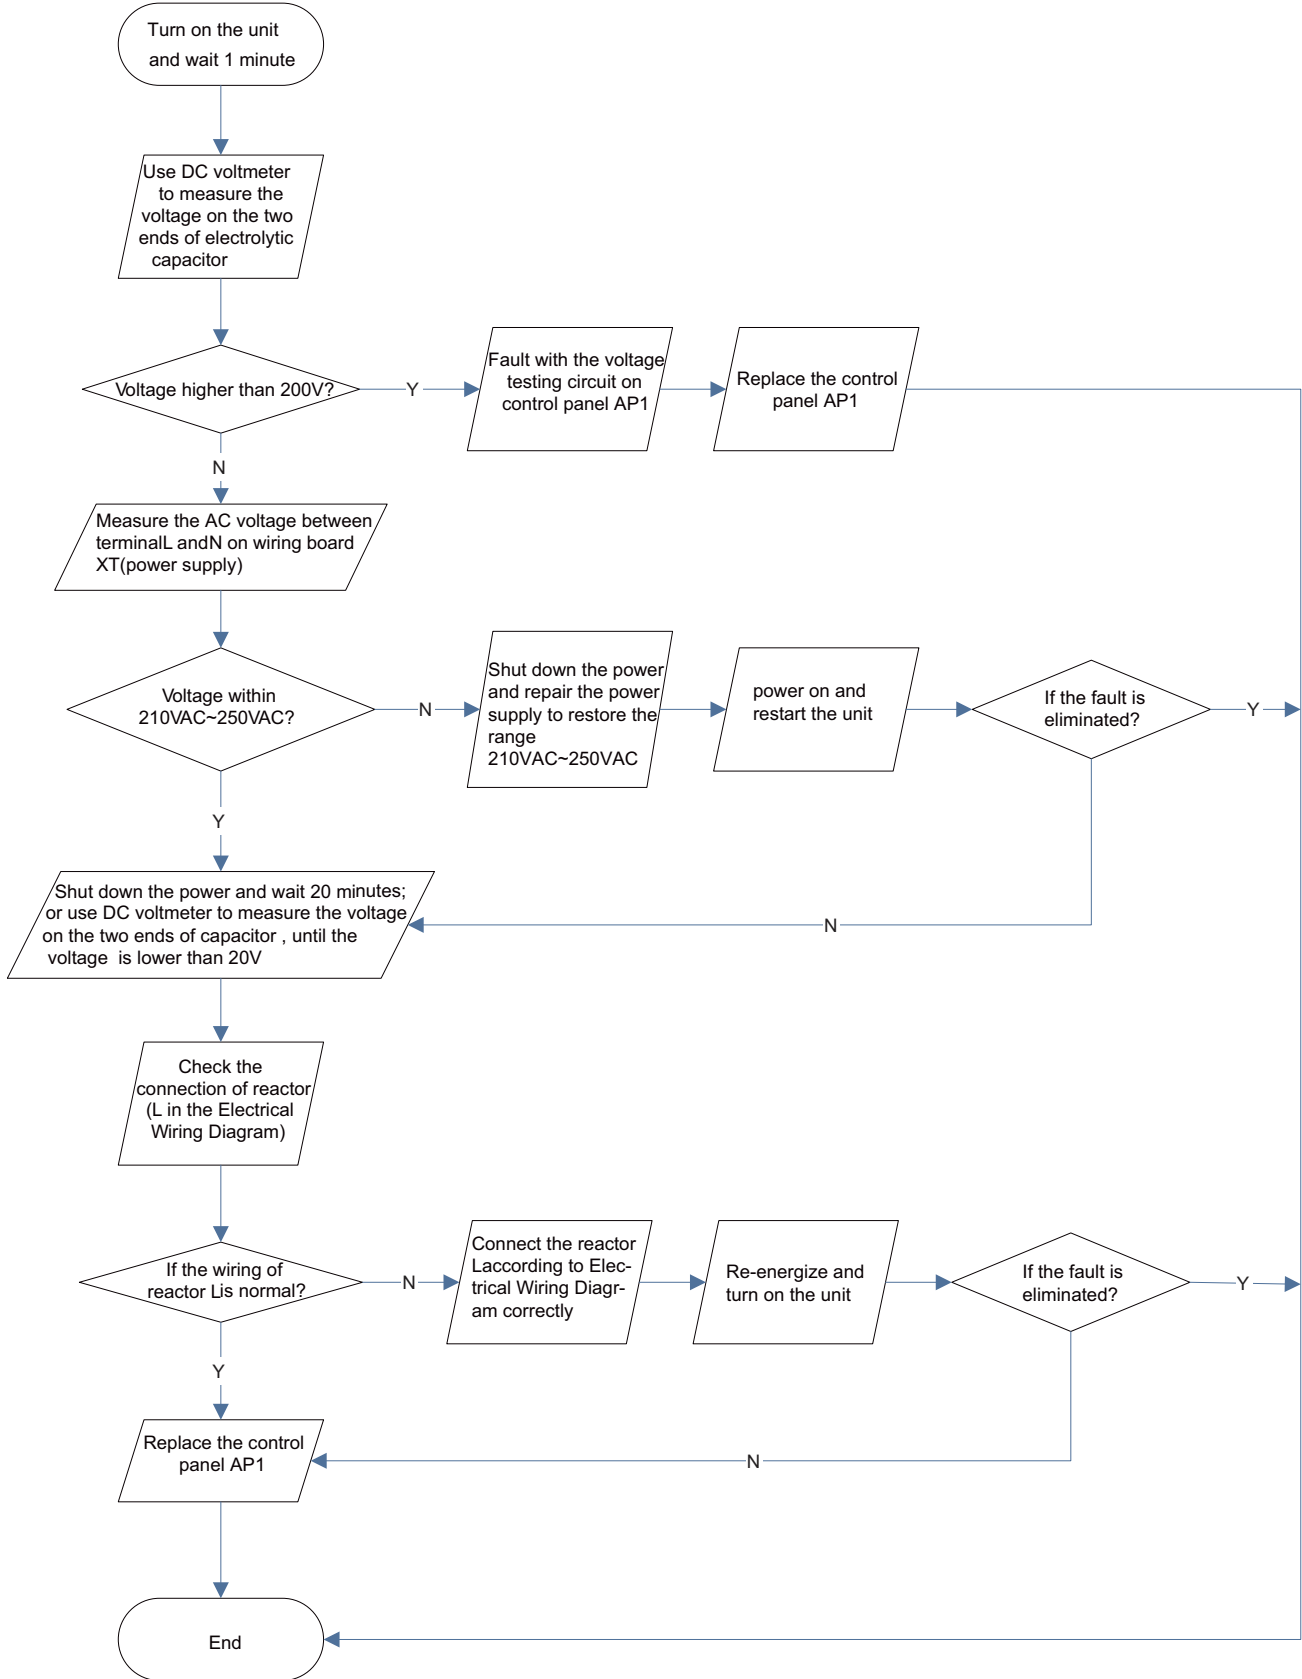 Turn on the unit
and wait 1 minute
Use DC voltmeter
to measure the
voltage on the two
ends of electrolytic
capacitor
Voltage higher than 200V?
Y
Fault with the voltage
testing circuit on
control panel AP1
Replace the control
panel AP1
N
Measure the AC voltage between
terminalL andN on wiring board
XT(power supply)
Voltage within
210VAC~250VAC?
N
Shut down the power
and repair the power
supply to restore the
range
210VAC~250VAC
power on and
restart the unit
If the fault is
eliminated?
Y
Y
Shut down the power and wait 20 minutes;
or use DC voltmeter to measure the voltage
on the two ends of capacitor , until the
voltage is lower than 20V
N
Check the
connection of reactor
(L in the Electrical
Wiring Diagram)
If the wiring of
reactor Lis normal?
N
Connect the reactor
Laccording to Elec-
trical Wiring Diagr-
am correctly
Re-energize and
turn on the unit
If the fault is
eliminated?
Y
Y
Replace the control
panel AP1
N
End